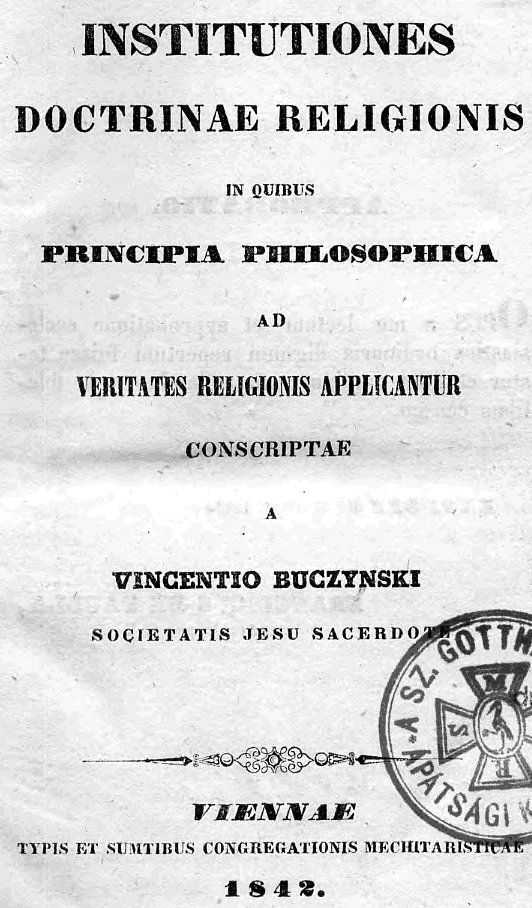 INSTITUTIONES
DOCTRINAE RELIGIONIS
IN QUIBUS
PRINCIPIA PHILOSOPHICA
AD
VERITATES RELIGIONIS APPLICANTUR
CONSCRIPTAE
A
VINCENTIO BUCZYNSKI
SOCIETATIS JESU SACERDOTE
A SZ. GOTTH
M
S
R
APÁTSÁGI K
VIENNAE
TYPIS ET SUMTIBUS CONGREGATIONIS MECHITARISTICAE
1842.